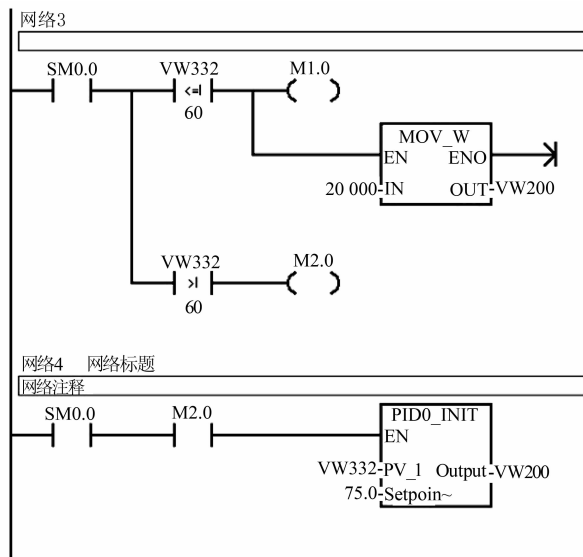 网络3
SM0.0 VW332 M1.0
<=I
60
MOV_W
EN ENO
20 000 IN OUT VW200
VW332 M2.0
>I
60
网络4 网络标题
网络注释
SM0.0 M2.0
PID0_INIT
EN
VW332 PV_1 Output VW200
75.0 Setpoin~